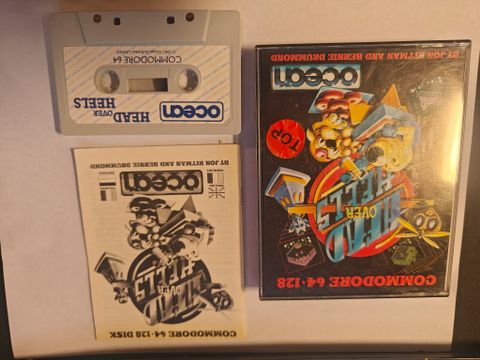 ocean
HEAD
OVER
HEELS
COMMODORE 64
COMMODORE 64·128
HEAD
OVER
HEELS
TOP
ocean
BY JON RITMAN AND BERNIE DRUMMOND
COMMODORE 64·128 DISK
HEAD
OVER
HEELS
ocean
BY JON RITMAN AND BERNIE DRUMMOND